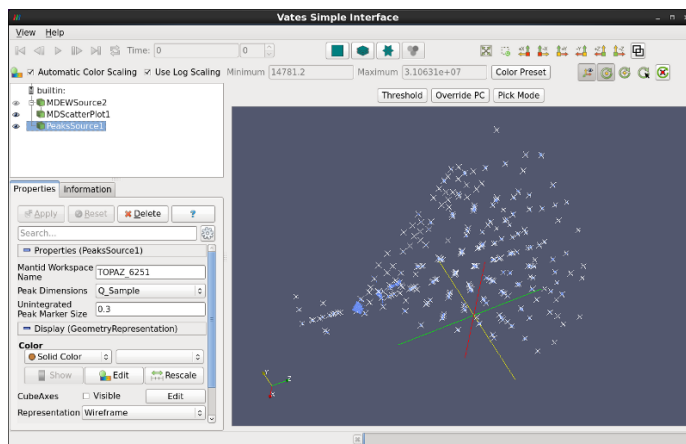 Vates Simple Interface
View Help
Time: 0 0
Automatic Color Scaling Use Log Scaling Minimum 14781.2 Maximum 3.10631e+07 Color Preset
builtin:
MDEWSource2
MDScatterPlot1
PeaksSource1
Threshold Override PC Pick Mode
Properties Information
Apply Reset Delete ?
Search...
Properties (PeaksSource1)
Mantid Workspace Name TOPAZ_6251
Peak Dimensions Q_Sample
Unintegrated Peak Marker Size 0.3
Display (GeometryRepresentation)
Color
Solid Color
Show Edit Rescale
CubeAxes Visible Edit
Representation Wireframe
Y
Z
X